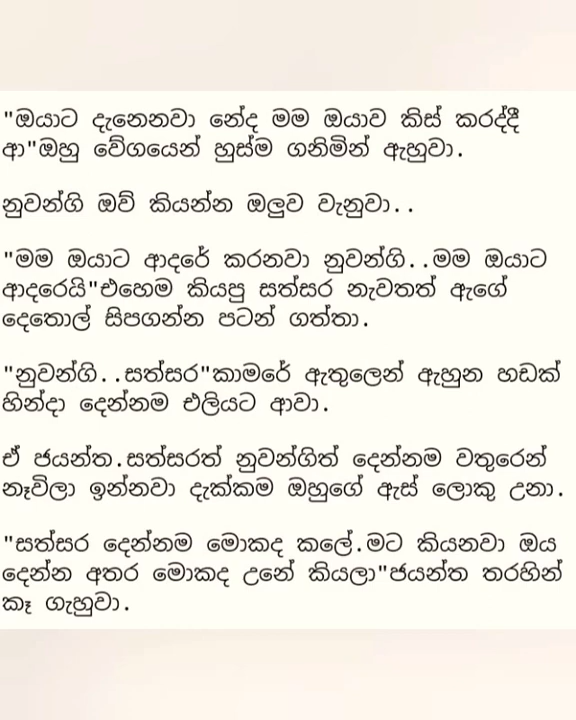 "ඔයාට දැනෙනවා නේද මම ඔයාව කිස් කරද්දී
ආ"ඔහු වේගයෙන් හුස්ම ගනිමින් ඇහුවා.
නුවන්ගි ඔව් කියන්න ඔලුව වැනුවා..
"මම ඔයාට ආදරේ කරනවා නුවන්ගි..මම ඔයාට
ආදරෙයි"එහෙම කියපු සත්සර නැවතත් ඇගේ
දෙතොල් සිපගන්න පටන් ගත්තා.
"නුවන්ගි..සත්සර"කාමරේ ඇතුලෙන් ඇහුන හඩක්
හින්දා දෙන්නම එලියට ආවා.
ඒ ජයන්ත.සත්සරත් නුවන්ගිත් දෙන්නම වතුරෙන්
නෑවිලා ඉන්නවා දැක්කම ඔහුගේ ඇස් ලොකු උනා.
"සත්සර දෙන්නම මොකද කලේ.මට කියනවා ඔය
දෙන්න අතර මොකද උනේ කියලා"ජයන්ත තරහින්
කෑ ගැහුවා.